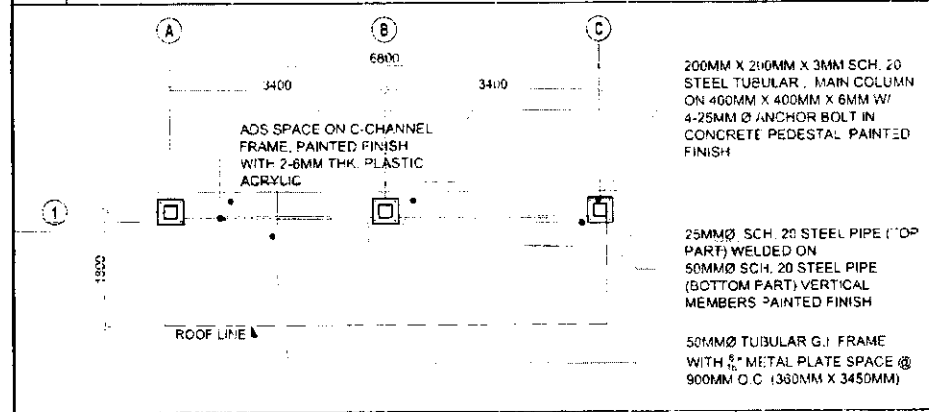 A
B
C
6800
3400
3400
200MM X 200MM X 3MM SCH. 20
STEEL TUBULAR , MAIN COLUMN
ON 400MM X 400MM X 6MM W/
4-25MM Ø ANCHOR BOLT IN
CONCRETE PEDESTAL PAINTED
FINISH
ADS SPACE ON C-CHANNEL
FRAME, PAINTED FINISH
WITH 2-6MM THK. PLASTIC
ACRYLIC
1
25MMØ SCH. 20 STEEL PIPE (TOP
PART) WELDED ON
50MMØ SCH. 20 STEEL PIPE
(BOTTOM PART) VERTICAL
MEMBERS PAINTED FINISH
ROOF LINE
50MMØ TUBULAR G.I FRAME
WITH METAL PLATE SPACE @
900MM O.C (360MM X 3450MM)